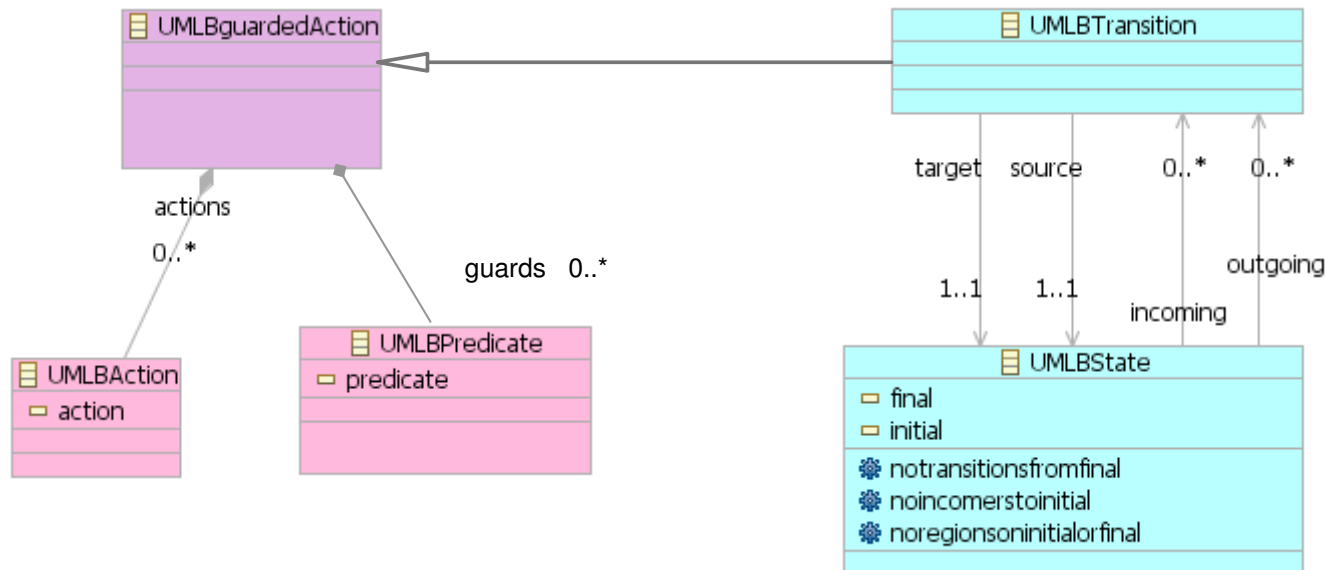 UMLBguardedAction
UMLBTransition
target
source
0..*
0..*
actions
0..*
guards 0..*
1..1
1..1
outgoing
incoming
UMLBPredicate
predicate
UMLBAction
action
UMLBState
final
initial
notransitionsfromfinal
noincomerstoinitial
noregionsoninitialorfinal